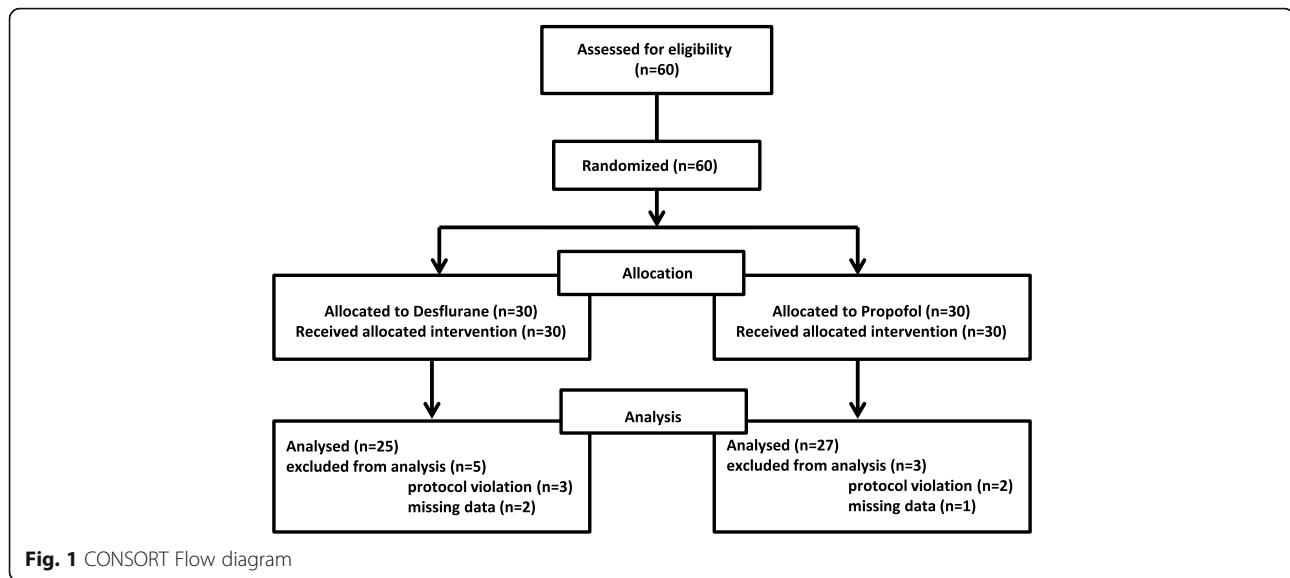 Assessed for eligibility
(n=60)
Randomized (n=60)
Allocation
Allocated to Desflurane (n=30)
Received allocated intervention (n=30)
Allocated to Propofol (n=30)
Received allocated intervention (n=30)
Analysis
Analysed (n=25)
excluded from analysis (n=5)
protocol violation (n=3)
missing data (n=2)
Analysed (n=27)
excluded from analysis (n=3)
protocol violation (n=2)
missing data (n=1)
Fig. 1 CONSORT Flow diagram